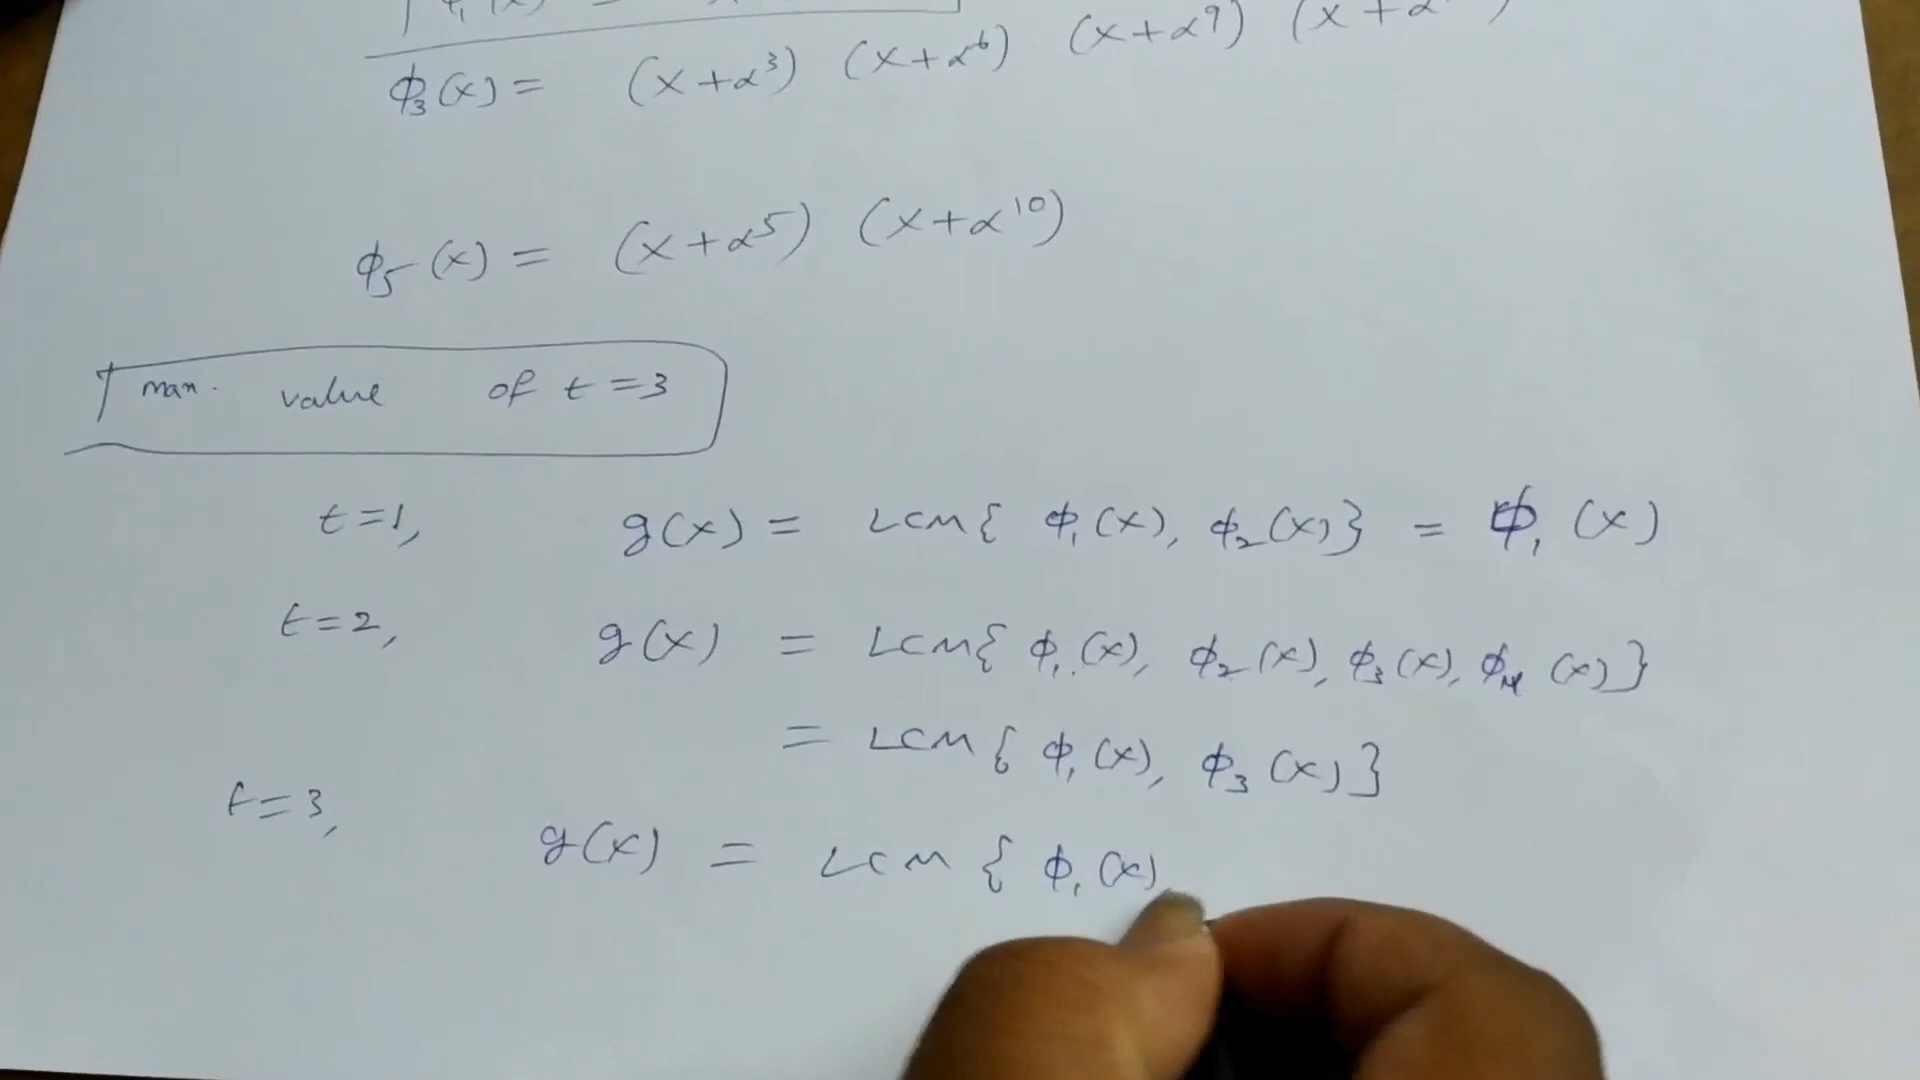 φ₃(x) = (x+α³) (x+α⁶) (x+α⁹) (x+α
φ₅(x) = (x+α⁵) (x+α¹⁰)
max. value of t = 3
t=1, g(x) = LCM{ φ₁(x), φ₂(x)} = φ₁(x)
t=2, g(x) = LCM{ φ₁(x), φ₂(x), φ₃(x), φ₄(x)}
= LCM{ φ₁(x), φ₃(x)}
t=3, g(x) = LCM { φ₁(x)